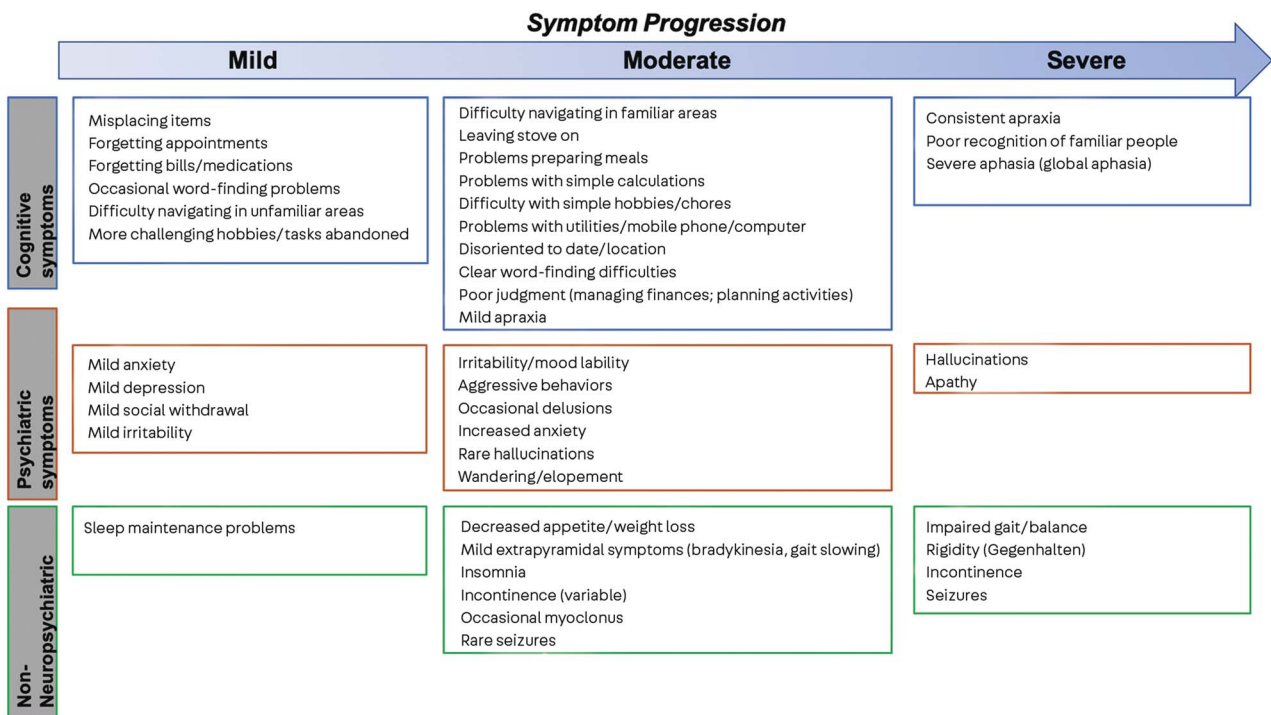 Symptom Progression
Mild
Moderate
Severe
Cognitive
symptoms
Misplacing items
Forgetting appointments
Forgetting bills/medications
Occasional word-finding problems
Difficulty navigating in unfamiliar areas
More challenging hobbies/tasks abandoned
Difficulty navigating in familiar areas
Leaving stove on
Problems preparing meals
Problems with simple calculations
Difficulty with simple hobbies/chores
Problems with utilities/mobile phone/computer
Disoriented to date/location
Clear word-finding difficulties
Poor judgment (managing finances; planning activities)
Mild apraxia
Consistent apraxia
Poor recognition of familiar people
Severe aphasia (global aphasia)
Psychiatric
symptoms
Mild anxiety
Mild depression
Mild social withdrawal
Mild irritability
Irritability/mood lability
Aggressive behaviors
Occasional delusions
Increased anxiety
Rare hallucinations
Wandering/elopement
Hallucinations
Apathy
Non-
Neuropsychiatric
Sleep maintenance problems
Decreased appetite/weight loss
Mild extrapyramidal symptoms (bradykinesia, gait slowing)
Insomnia
Incontinence (variable)
Occasional myoclonus
Rare seizures
Impaired gait/balance
Rigidity (Gegenhalten)
Incontinence
Seizures